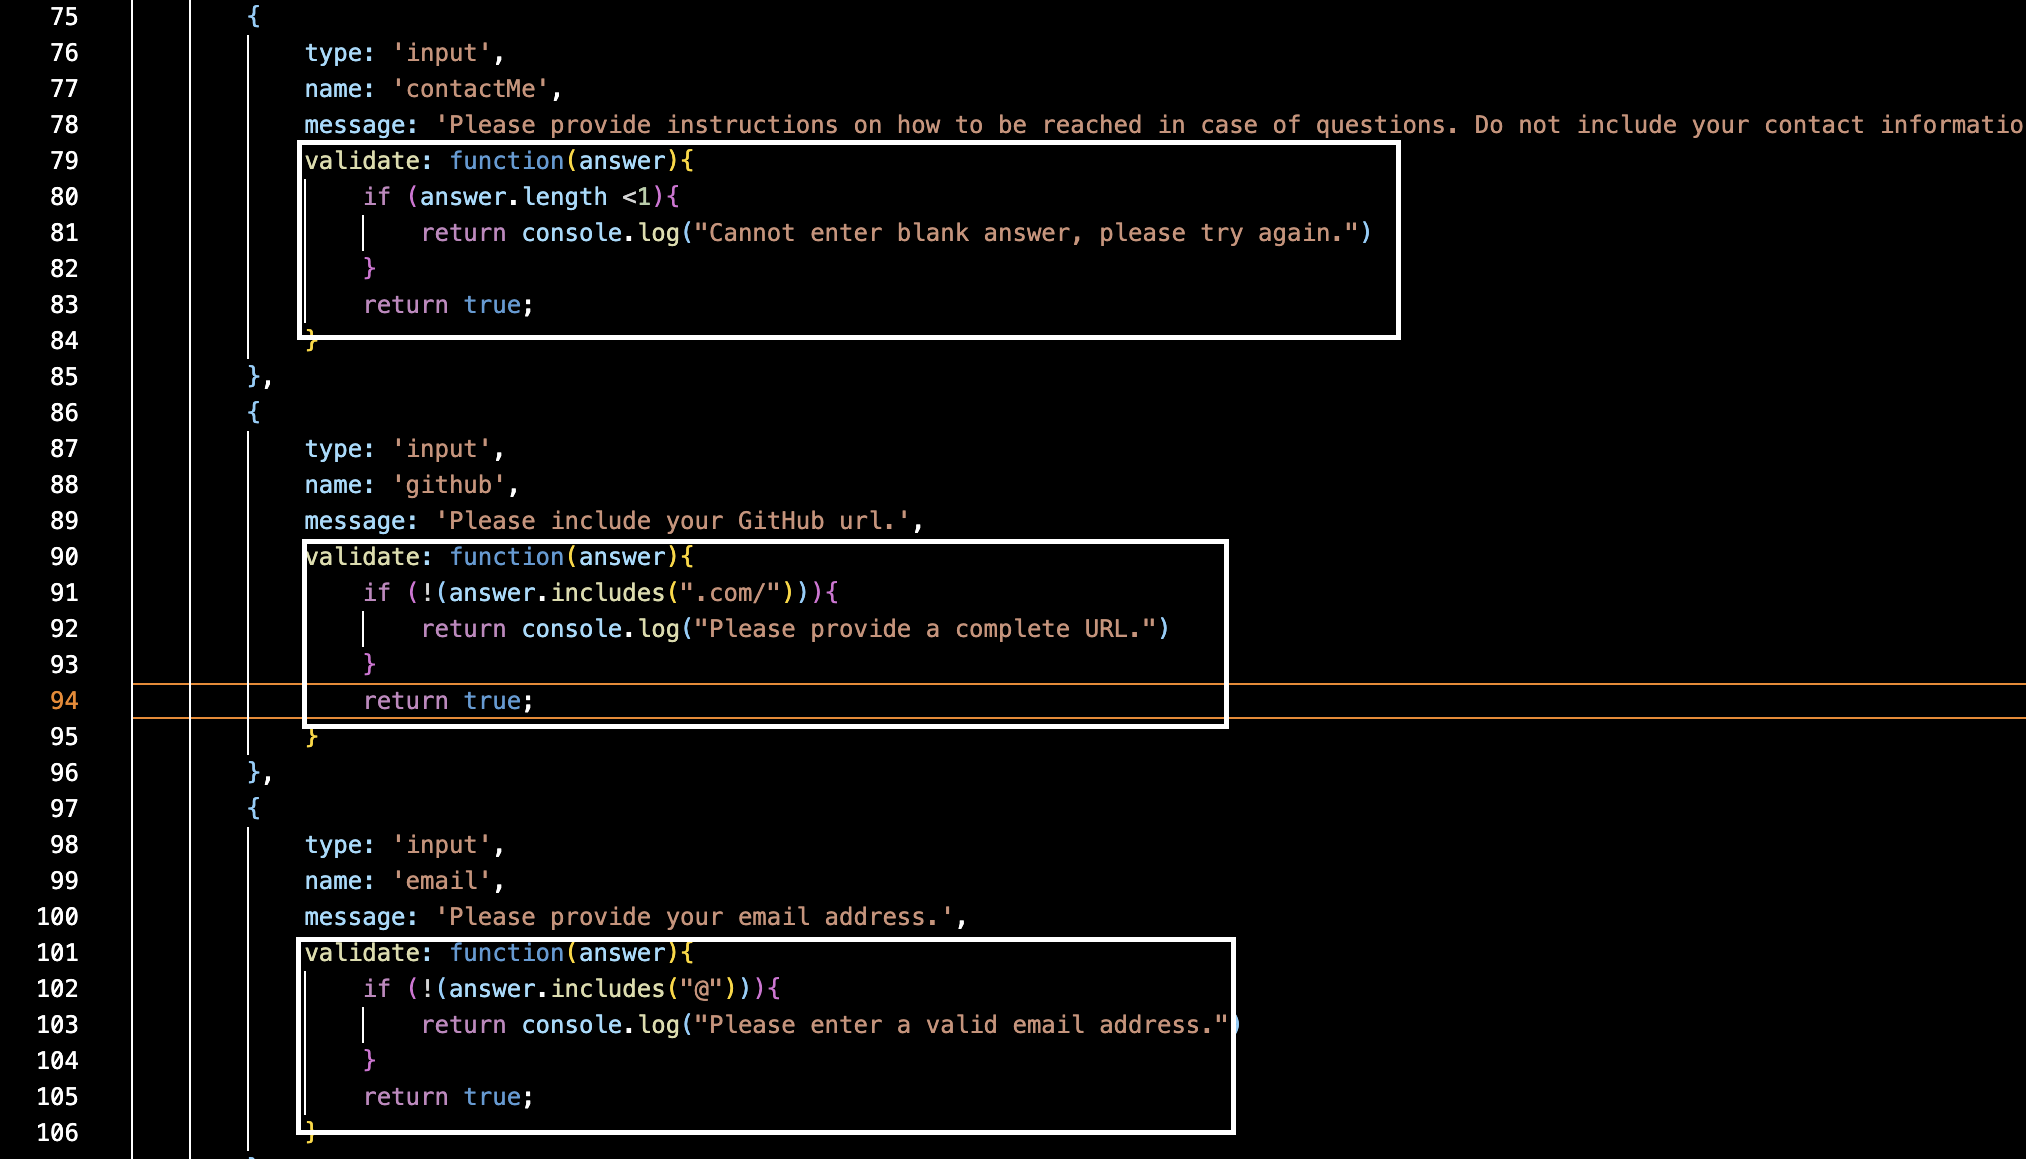 75 {
76 type: 'input',
77 name: 'contactMe',
78 message: 'Please provide instructions on how to be reached in case of questions. Do not include your contact informatio
79 validate: function(answer){
80 if (answer.length <1){
81 return console.log("Cannot enter blank answer, please try again.")
82 }
83 return true;
84 }
85 },
86 {
87 type: 'input',
88 name: 'github',
89 message: 'Please include your GitHub url.',
90 validate: function(answer){
91 if (!(answer.includes(".com/"))){
92 return console.log("Please provide a complete URL.")
93 }
94 return true;
95 }
96 },
97 {
98 type: 'input',
99 name: 'email',
100 message: 'Please provide your email address.',
101 validate: function(answer){
102 if (!(answer.includes("@"))){
103 return console.log("Please enter a valid email address.")
104 }
105 return true;
106 }